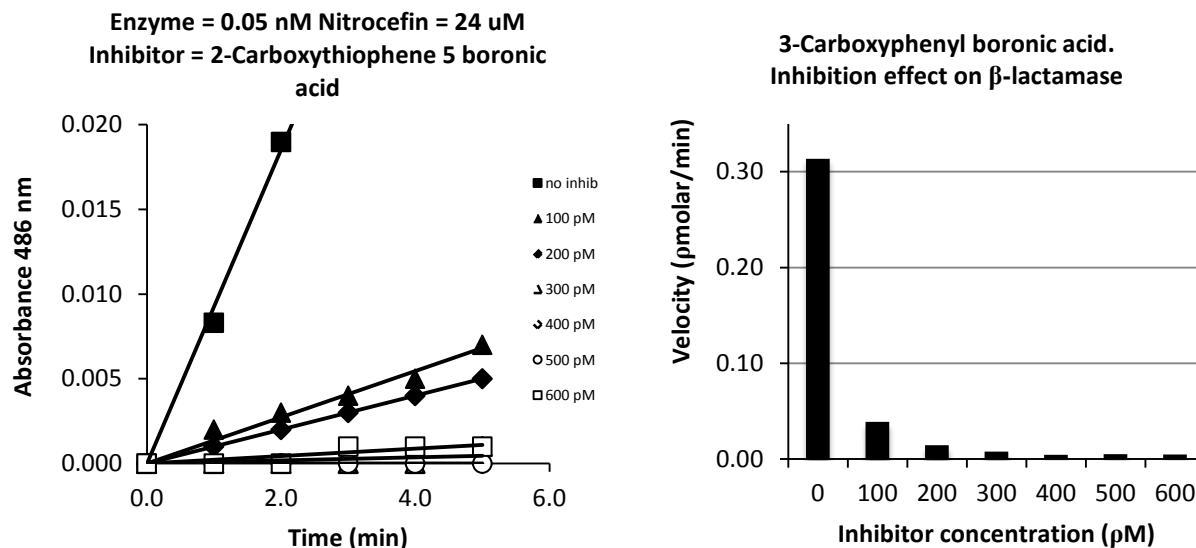 Enzyme = 0.05 nM Nitrocefin = 24 uM
Inhibitor = 2-Carboxythiophene 5 boronic
acid
0.020
0.015
0.010
0.005
0.000
0.0
2.0
4.0
6.0
Absorbance 486 nm
Time (min)
no inhib
100 pM
200 pM
300 pM
400 pM
500 pM
600 pM
3-Carboxyphenyl boronic acid.
Inhibition effect on β-lactamase
0.30
0.20
0.10
0.00
0
100
200
300
400
500
600
Velocity (ρmolar/min)
Inhibitor concentration (ρM)